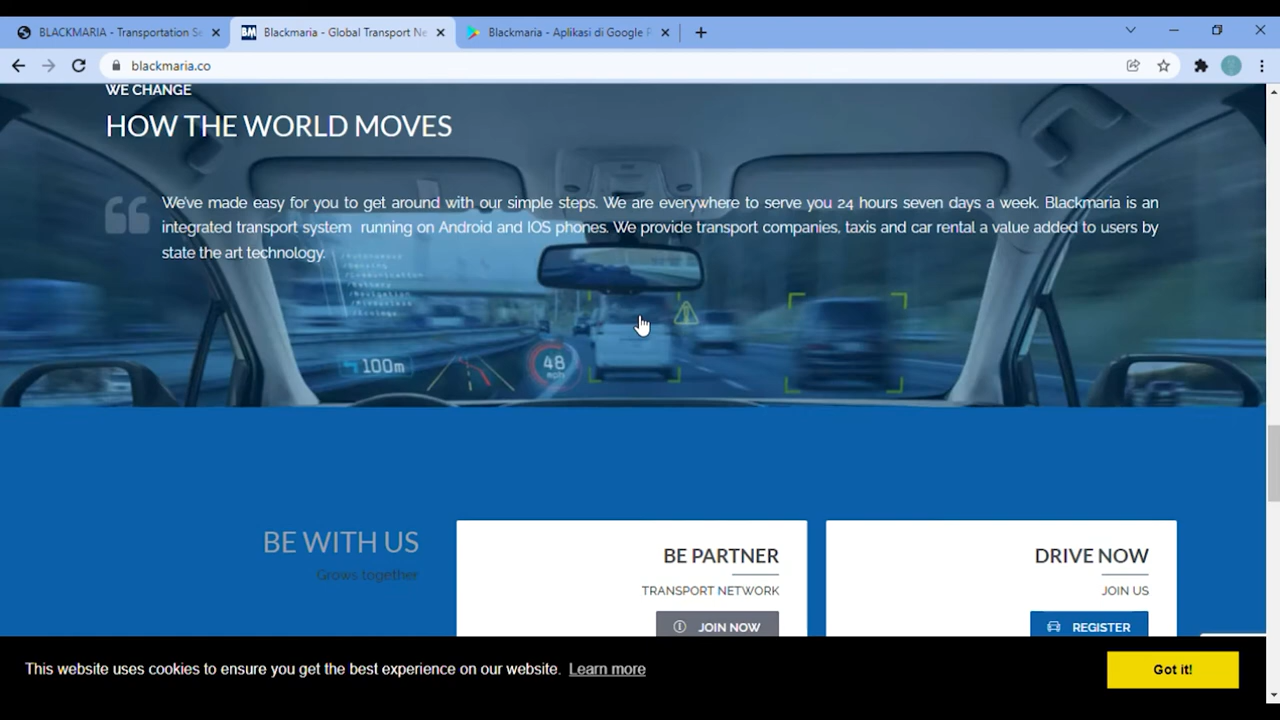 BLACKMARIA - Transportation Se
BM Blackmaria - Global Transport Ne
Blackmaria - Aplikasi di Google P
blackmaria.co
WE CHANGE
HOW THE WORLD MOVES
We've made easy for you to get around with our simple steps. We are everywhere to serve you 24 hours seven days a week. Blackmaria is an
integrated transport system running on Android and IOS phones. We provide transport companies, taxis and car rental a value added to users by
state the art technology.
100m
48
mph
BE WITH US
Grows together
BE PARTNER
TRANSPORT NETWORK
JOIN NOW
DRIVE NOW
JOIN US
REGISTER
This website uses cookies to ensure you get the best experience on our website. Learn more
Got it!